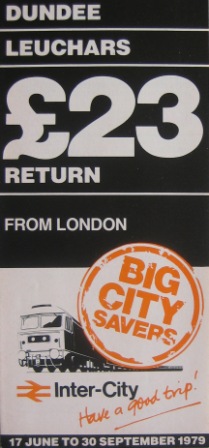 DUNDEE
LEUCHARS
£23
RETURN
FROM LONDON
BIG
CITY
SAVERS
Inter-City
Have a good trip!
17 JUNE TO 30 SEPTEMBER 1979